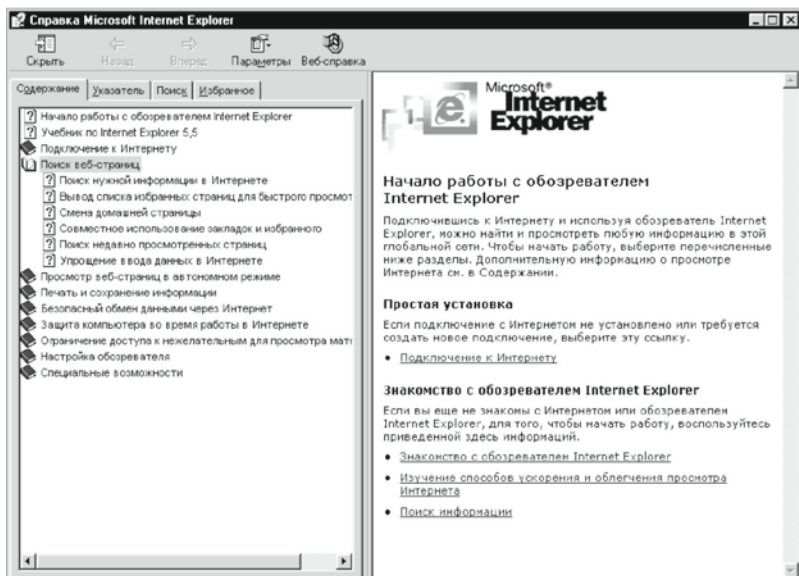 Справка Microsoft Internet Explorer
Скрыть Назад Вперед Параметры Веб-справка
Содержание Указатель Поиск Избранное
Начало работы с обозревателем Internet Explorer
Учебник по Internet Explorer 5,5
Подключение к Интернету
Поиск веб-страниц
Поиск нужной информации в Интернете
Вывод списка избранных страниц для быстрого просмот
Смена домашней страницы
Совместное использование закладок и избранного
Поиск недавно просмотренных страниц
Упрощение ввода данных в Интернете
Просмотр веб-страниц в автономном режиме
Печать и сохранение информации
Безопасный обмен данными через Интернет
Защита компьютера во время работы в Интернете
Ограничение доступа к нежелательным для просмотра мате
Настройка обозревателя
Специальные возможности
Microsoft®
Internet
Explorer
Начало работы с обозревателем
Internet Explorer
Подключившись к Интернету и используя обозреватель Internet
Explorer, можно найти и просмотреть любую информацию в этой
глобальной сети. Чтобы начать работу, выберите перечисленные
ниже разделы. Дополнительную информацию о просмотре
Интернета см. в Содержании.
Простая установка
Если подключение с Интернетом не установлено или требуется
создать новое подключение, выберите эту ссылку.
• Подключение к Интернету
Знакомство с обозревателем Internet Explorer
Если вы еще не знакомы с Интернетом или обозревателем
Internet Explorer, для того, чтобы начать работу, воспользуйтесь
приведенной здесь информацией.
• Знакомство с обозревателем Internet Explorer
• Изучение способов ускорения и облегчения просмотра
Интернета
• Поиск информации